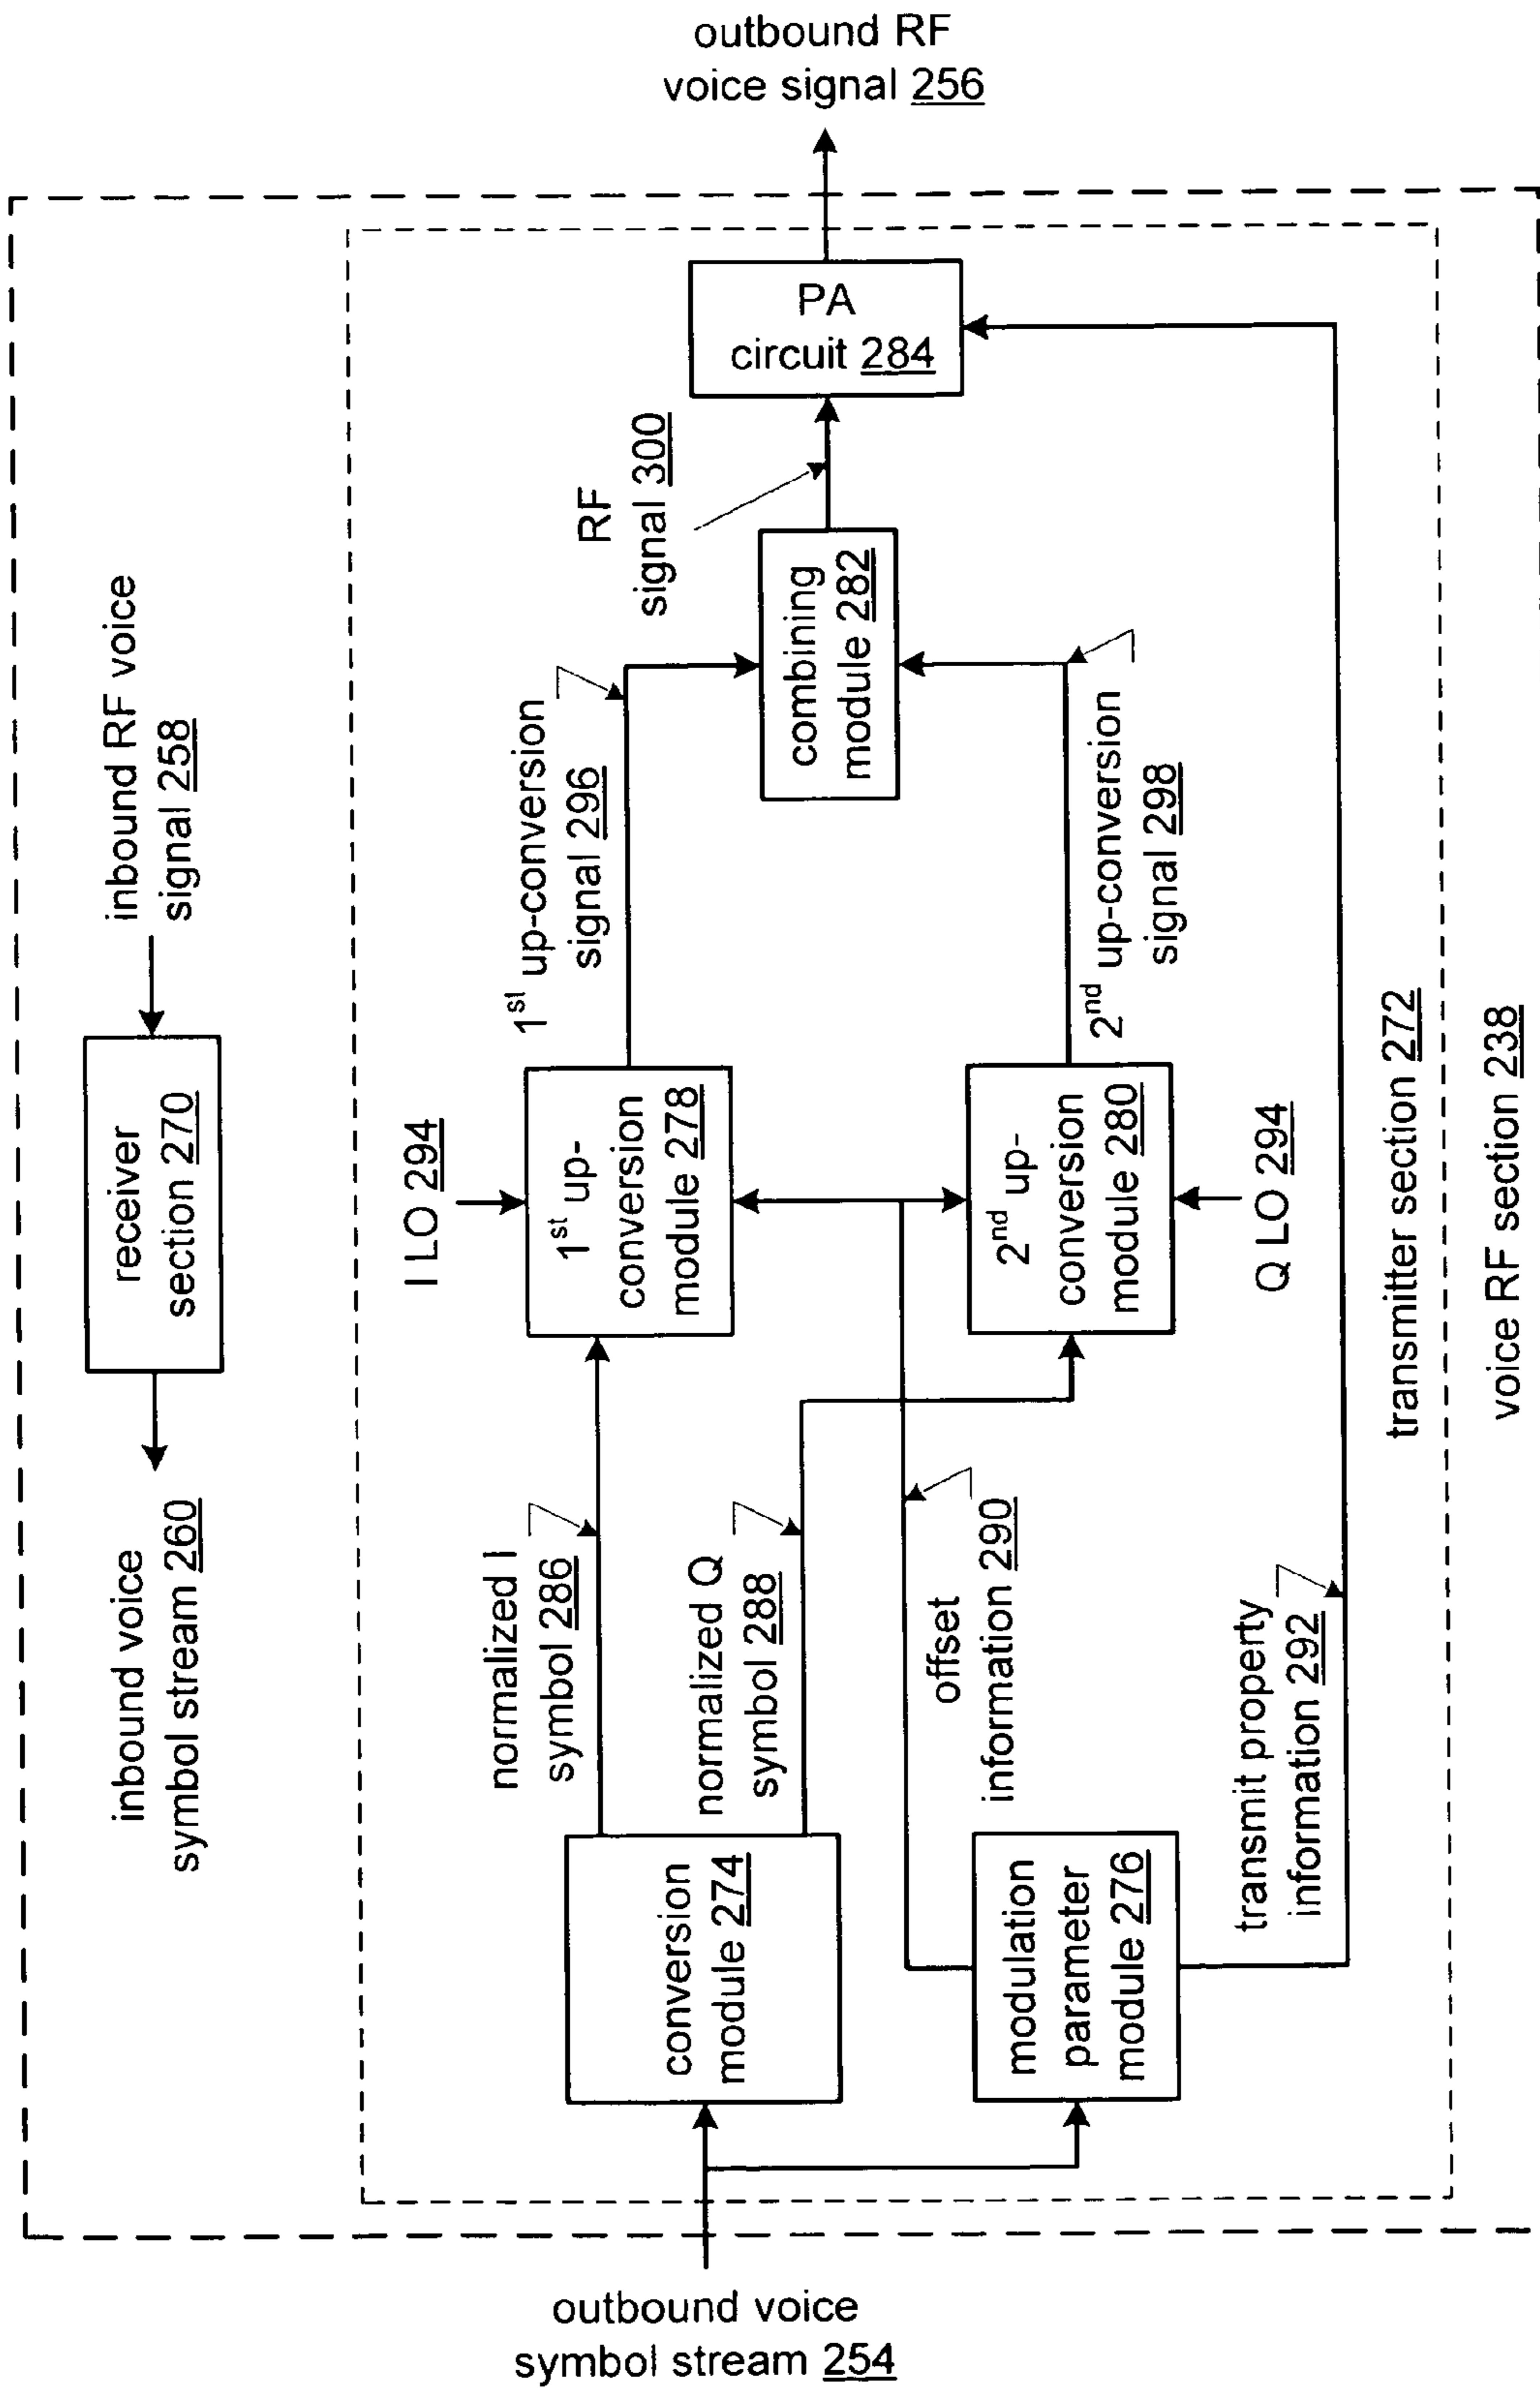 outbound RF
voice signal 256
inbound RF voice
signal 258
receiver
section 270
inbound voice
symbol stream 260
PA
circuit 284
RF
signal 300
combining
module 282
1st up-conversion
signal 296
2nd up-conversion
signal 298
I LO 294
1st up-
conversion
module 278
2nd up-
conversion
module 280
Q LO 294
normalized I
symbol 286
normalized Q
symbol 288
offset
information 290
transmit property
information 292
conversion
module 274
modulation
parameter
module 276
transmitter section 272
voice RF section 238
outbound voice
symbol stream 254